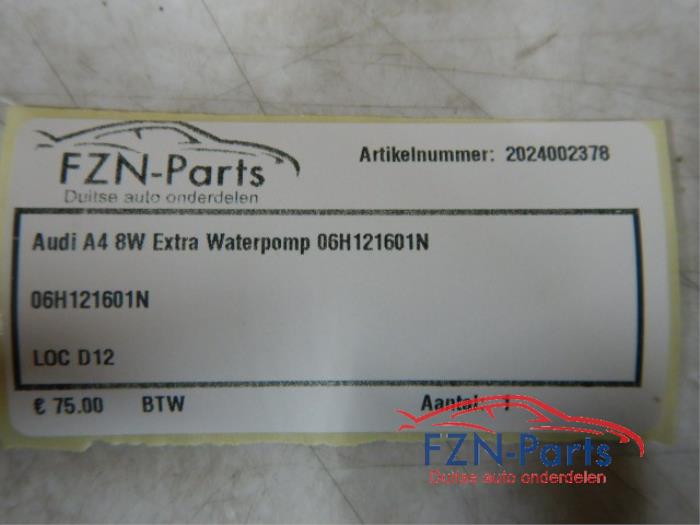 FZN-Parts
Duitse auto onderdelen
Artikelnummer: 2024002378
Audi A4 8W Extra Waterpomp 06H121601N
06H121601N
LOC D12
€ 75.00 BTW Aantal: 1
FZN-Parts
Duitse auto onderdelen